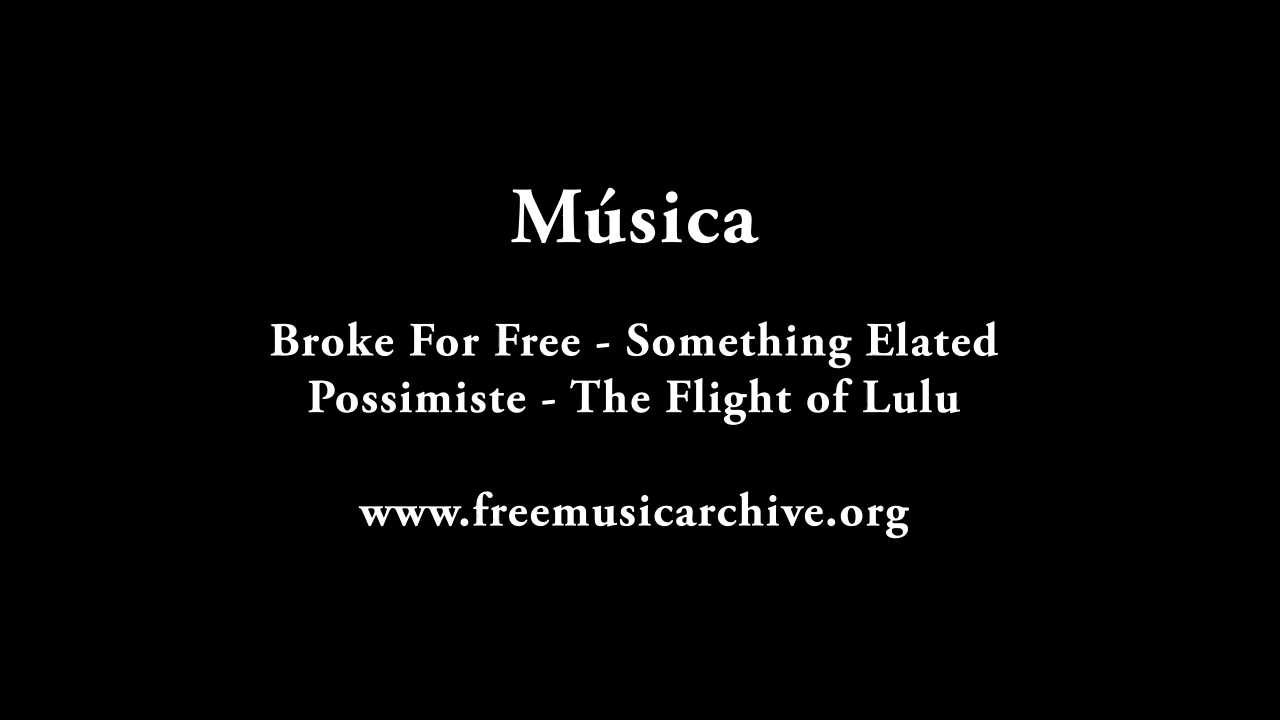 Música
Broke For Free - Something Elated
Possimiste - The Flight of Lulu
www.freemusicarchive.org